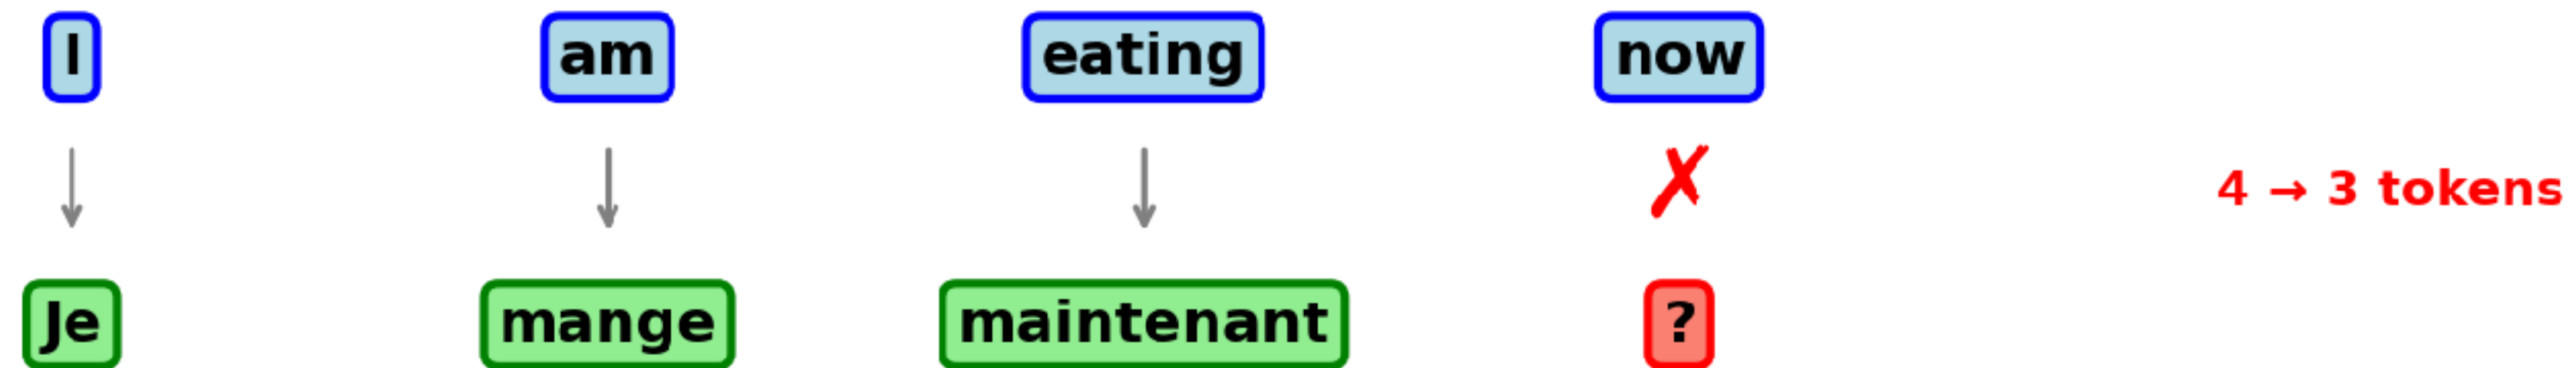 I am eating now
✗ 4 → 3 tokens
Je mange maintenant ?